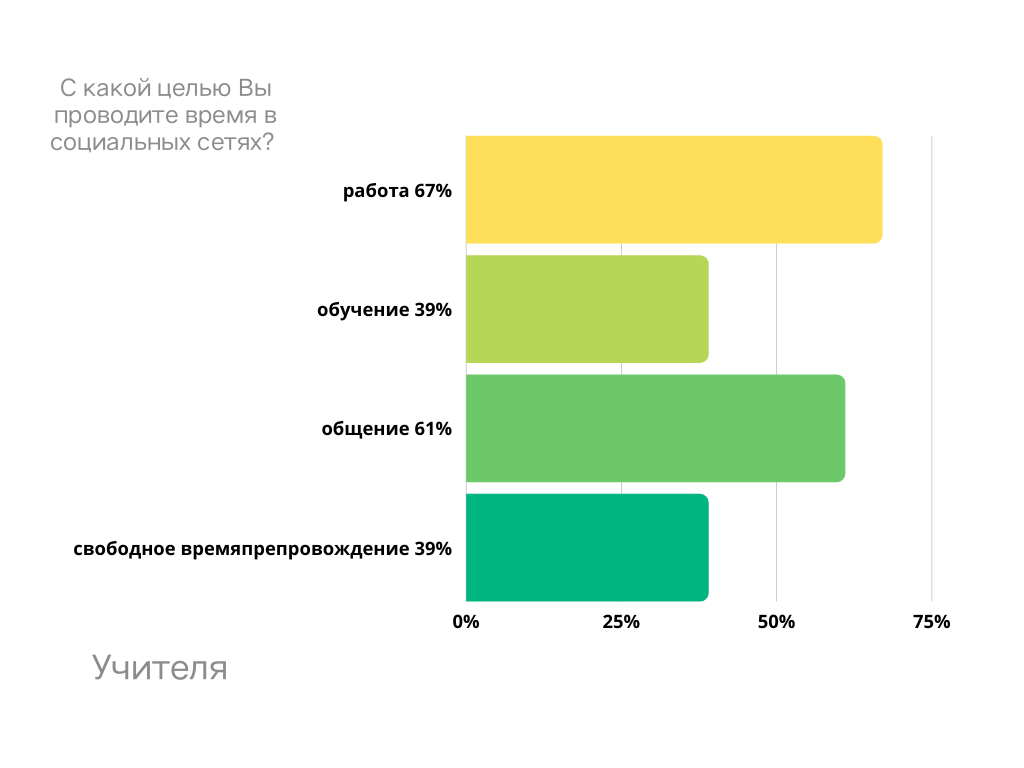 С какой целью Вы
проводите время в
социальных сетях?
работа 67%
обучение 39%
общение 61%
свободное времяпрепровождение 39%
0% 25% 50% 75%
Учителя